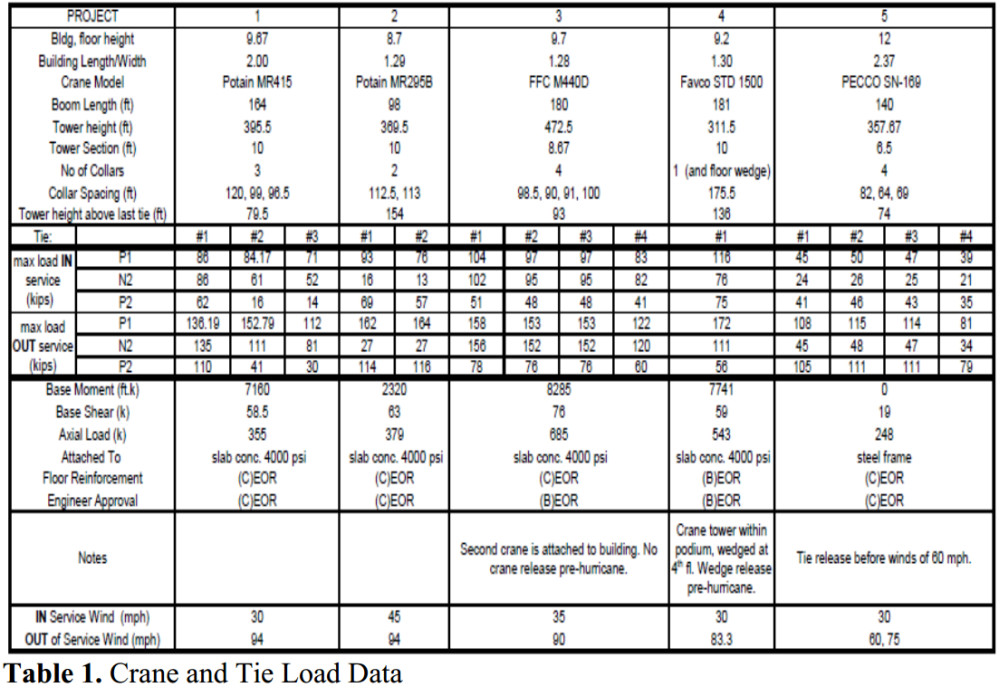 PROJECT 1 2 3 4 5
Bldg, floor height 9.67 8.7 9.7 9.2 12
Building Length/Width 2.00 1.29 1.28 1.30 2.37
Crane Model Potain MR415 Potain MR295B FFC M440D Favco STD 1500 PECCO SN-169
Boom Length (ft) 164 98 180 181 140
Tower height (ft) 395.5 369.5 472.5 311.5 357.67
Tower Section (ft) 10 10 8.67 10 6.5
No of Collars 3 2 4 1 (and floor wedge) 4
Collar Spacing (ft) 120, 99, 96.5 112.5, 113 98.5, 90, 91, 100 175.5 82, 64, 69
Tower height above last tie (ft) 79.5 154 93 136 74
Tie: #1 #2 #3 #1 #2 #1 #2 #3 #4 #1 #1 #2 #3 #4
max load IN P1 86 84.17 71 93 76 104 97 97 83 116 45 50 47 39
service N2 86 61 52 16 13 102 95 95 82 76 24 26 25 21
(kips) P2 62 16 14 69 57 51 48 48 41 75 41 46 43 35
max load P1 136.19 152.79 112 162 164 158 153 153 122 172 108 115 114 81
OUT service N2 135 111 81 27 27 156 152 152 120 111 45 48 47 34
(kips) P2 110 41 30 114 116 78 76 76 60 56 105 111 111 79
Base Moment (ft.k) 7160 2320 8285 7741 0
Base Shear (k) 58.5 63 76 59 19
Axial Load (k) 355 379 685 543 248
Attached To slab conc. 4000 psi slab conc. 4000 psi slab conc. 4000 psi slab conc. 4000 psi steel frame
Floor Reinforcement (C)EOR (C)EOR (C)EOR (B)EOR (C)EOR
Engineer Approval (C)EOR (C)EOR (B)EOR (B)EOR (C)EOR
Notes Second crane is attached to building. No crane release pre-hurricane. Crane tower within podium, wedged at 4th fl. Wedge release pre-hurricane. Tie release before winds of 60 mph.
IN Service Wind (mph) 30 45 35 30 30
OUT of Service Wind (mph) 94 94 90 83.3 60, 75
Table 1. Crane and Tie Load Data